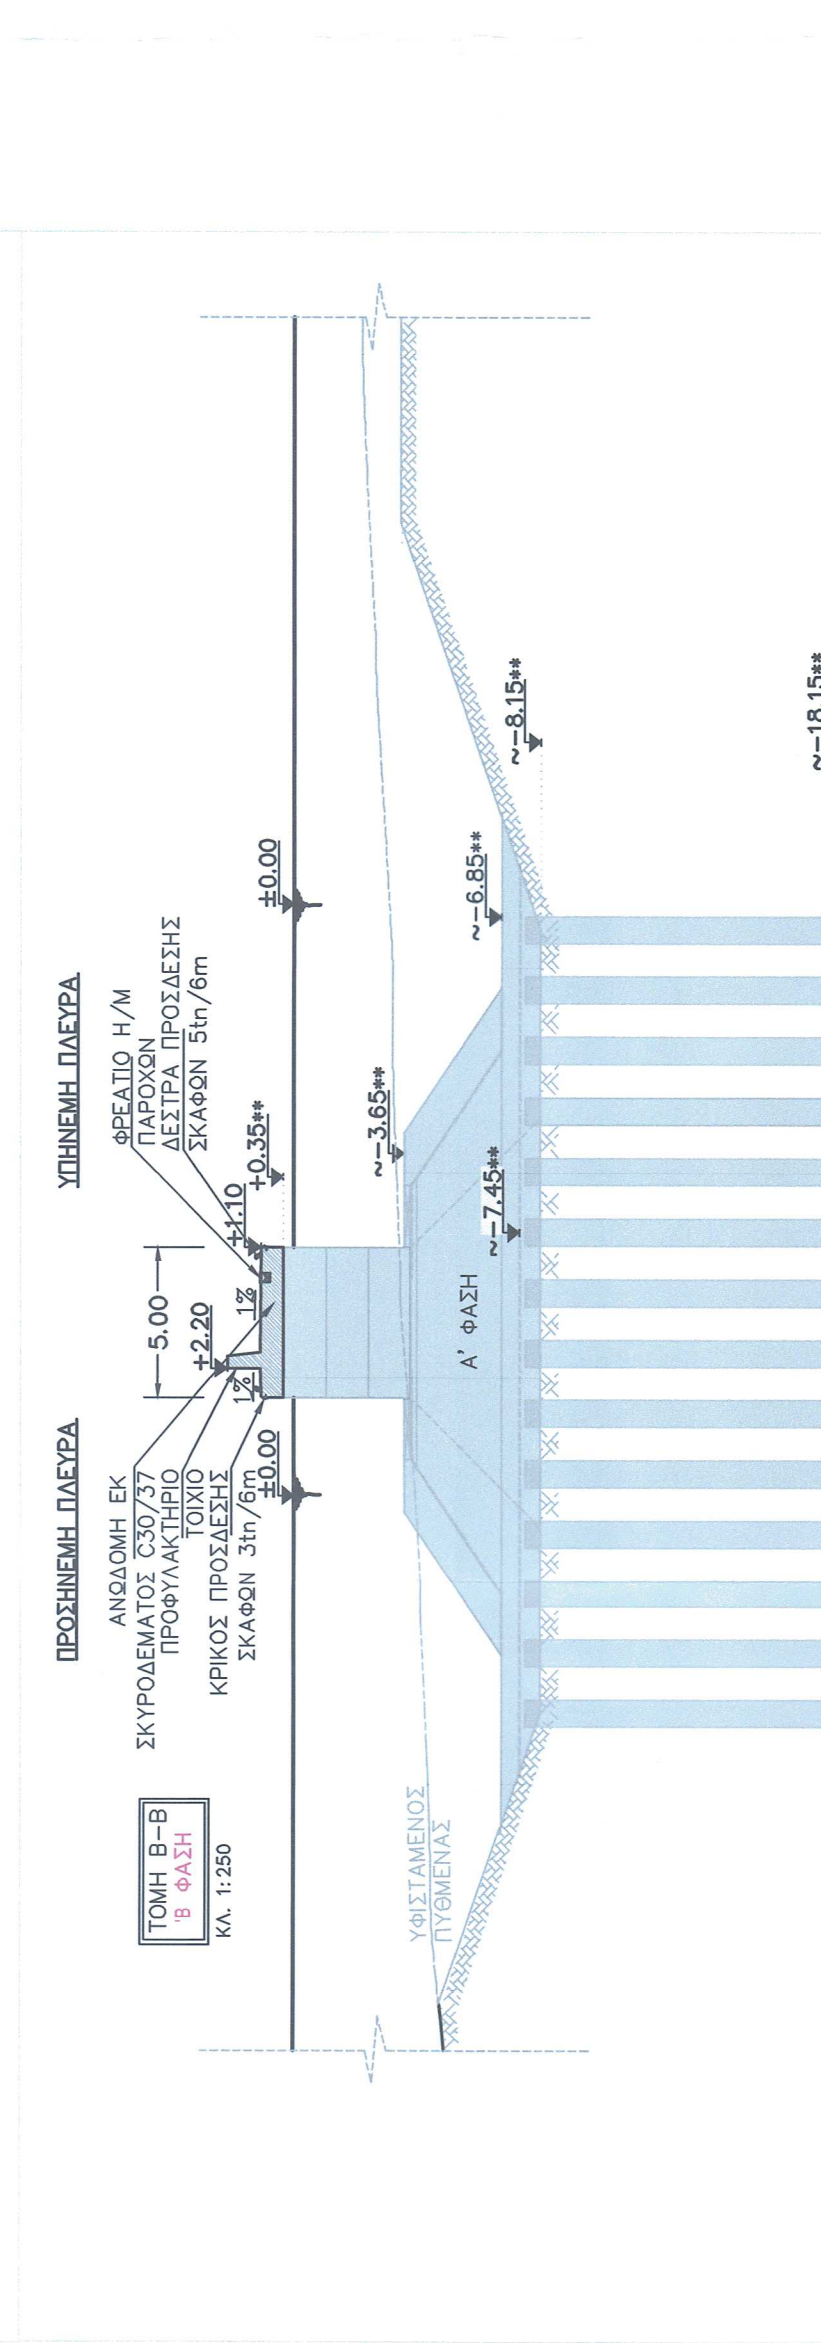 ΤΟΜΗ Β-Β
'Β ΦΑΣΗ
ΚΛ. 1:250
ΠΡΟΣΗΝΕΜΗ ΠΛΕΥΡΑ
ΥΠΗΝΕΜΗ ΠΛΕΥΡΑ
ΑΝΩΔΟΜΗ ΕΚ
ΣΚΥΡΟΔΕΜΑΤΟΣ C30/37
ΠΡΟΦΥΛΑΚΤΗΡΙΟ
ΤΟΙΧΙΟ
ΚΡΙΚΟΣ ΠΡΟΣΔΕΣΗΣ
ΣΚΑΦΩΝ 3tn/6m
±0.00
5.00
+2.20
1%
1%
ΦΡΕΑΤΙΟ Η/Μ
ΠΑΡΟΧΩΝ
ΔΕΣΤΡΑ ΠΡΟΣΔΕΣΗΣ
ΣΚΑΦΩΝ 5tn/6m
+1.10
+0.35**
±0.00
~-3.65**
~-6.85**
~-7.45**
~-8.15**
~-18.15**
Α' ΦΑΣΗ
ΥΦΙΣΤΑΜΕΝΟΣ
ΠΥΘΜΕΝΑΣ